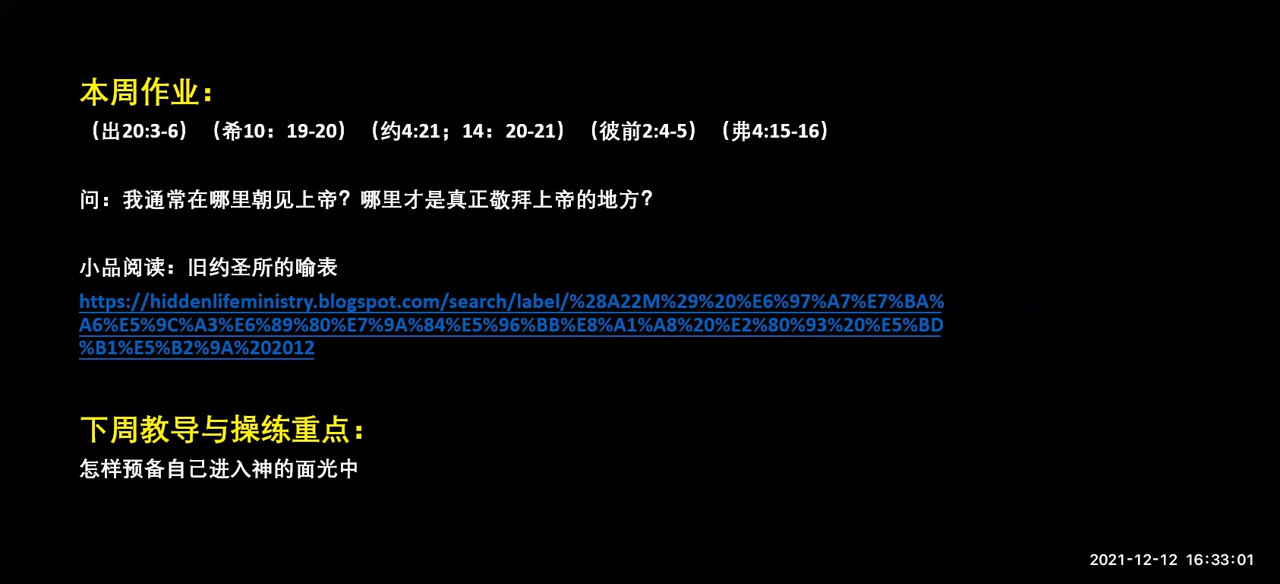 本周作业：
（出20:3-6）（希10：19-20）（约4:21；14：20-21）（彼前2:4-5）（弗4:15-16）
问：我通常在哪里朝见上帝？哪里才是真正敬拜上帝的地方？
小品阅读：旧约圣所的喻表
https://hiddenlifeministry.blogspot.com/search/label/%28A22M%29%20%E6%97%A7%E7%BA%
A6%E5%9C%A3%E6%89%80%E7%9A%84%E5%96%BB%E8%A1%A8%20%E2%80%93%20%E5%BD
%B1%E5%B2%9A%202012
下周教导与操练重点：
怎样预备自己进入神的面光中
2021-12-12 16:33:01